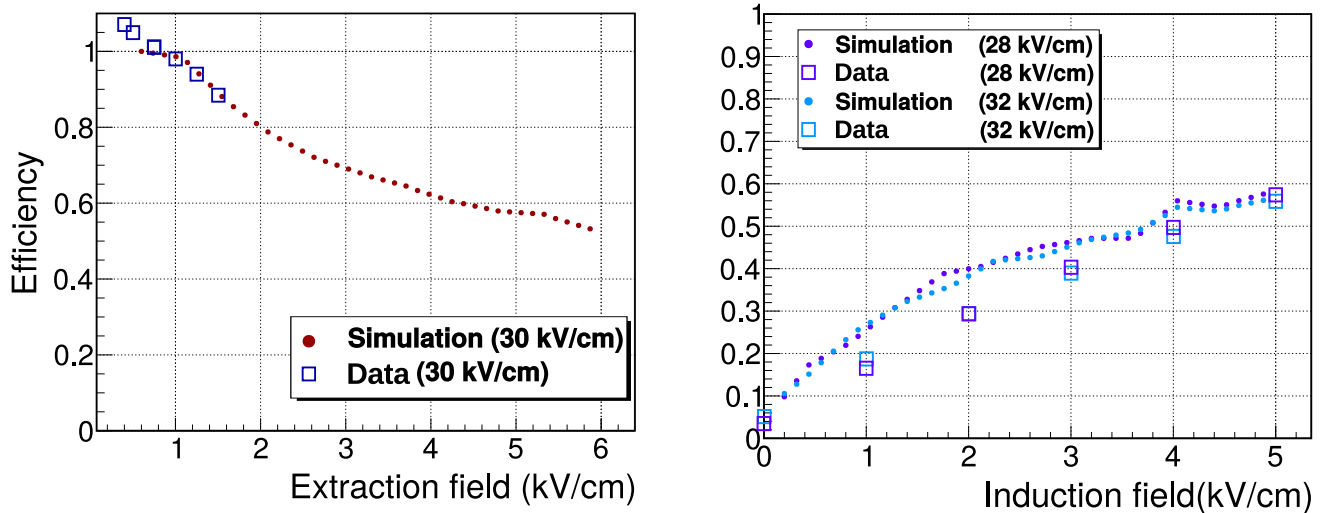 1
0.8
0.6
0.4
0.2
0
Efficiency
Simulation (30 kV/cm)
Data (30 kV/cm)
1 2 3 4 5 6
Extraction field (kV/cm)
1
0.9
0.8
0.7
0.6
0.5
0.4
0.3
0.2
0.1
0
Simulation (28 kV/cm)
Data (28 kV/cm)
Simulation (32 kV/cm)
Data (32 kV/cm)
0 1 2 3 4 5
Induction field(kV/cm)